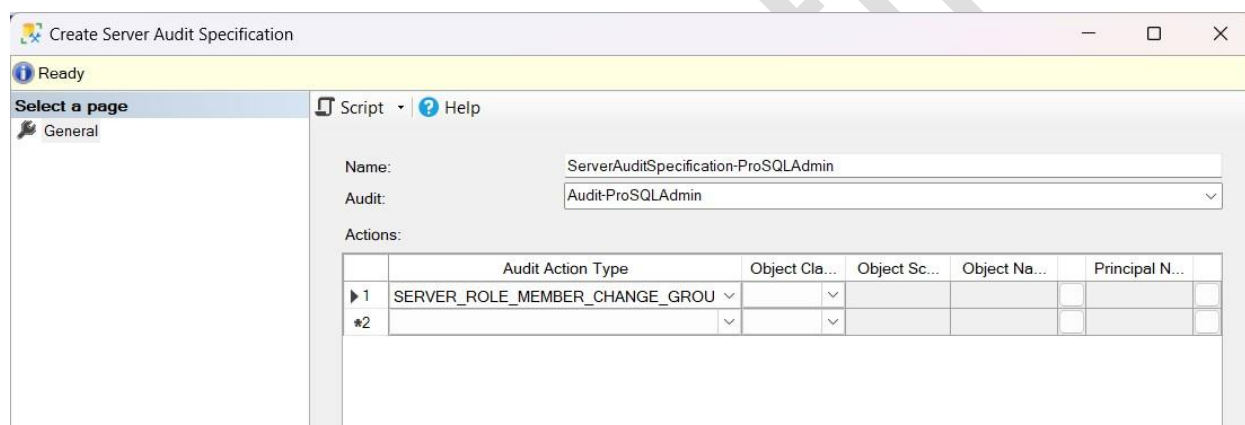 Create Server Audit Specification
Ready
Select a page
General
Script
Help
Name:
ServerAuditSpecification-ProSQLAdmin
Audit:
Audit-ProSQLAdmin
Actions:
Audit Action Type Object Cla... Object Sc... Object Na... Principal N...
1 SERVER_ROLE_MEMBER_CHANGE_GROU
*2